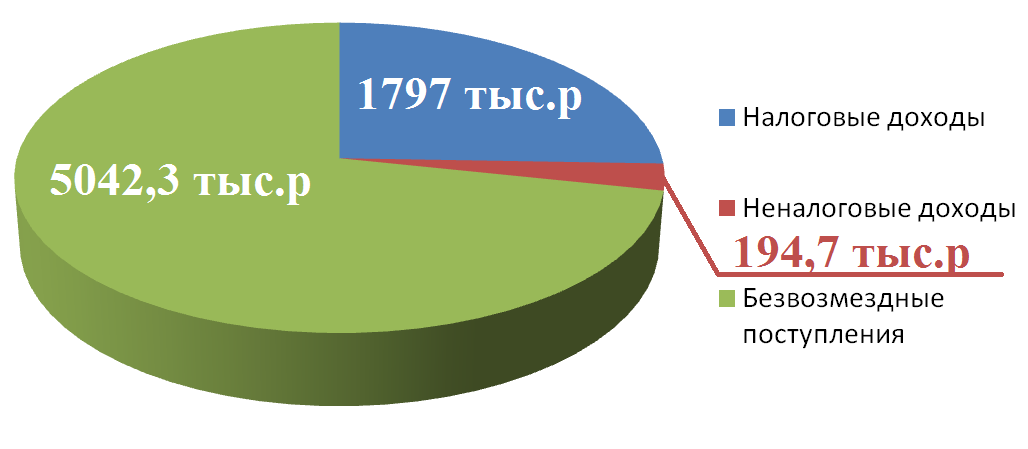 1797 тыс.р
5042,3 тыс.р
Налоговые доходы
Неналоговые доходы
194,7 тыс.р
Безвозмездные
поступления